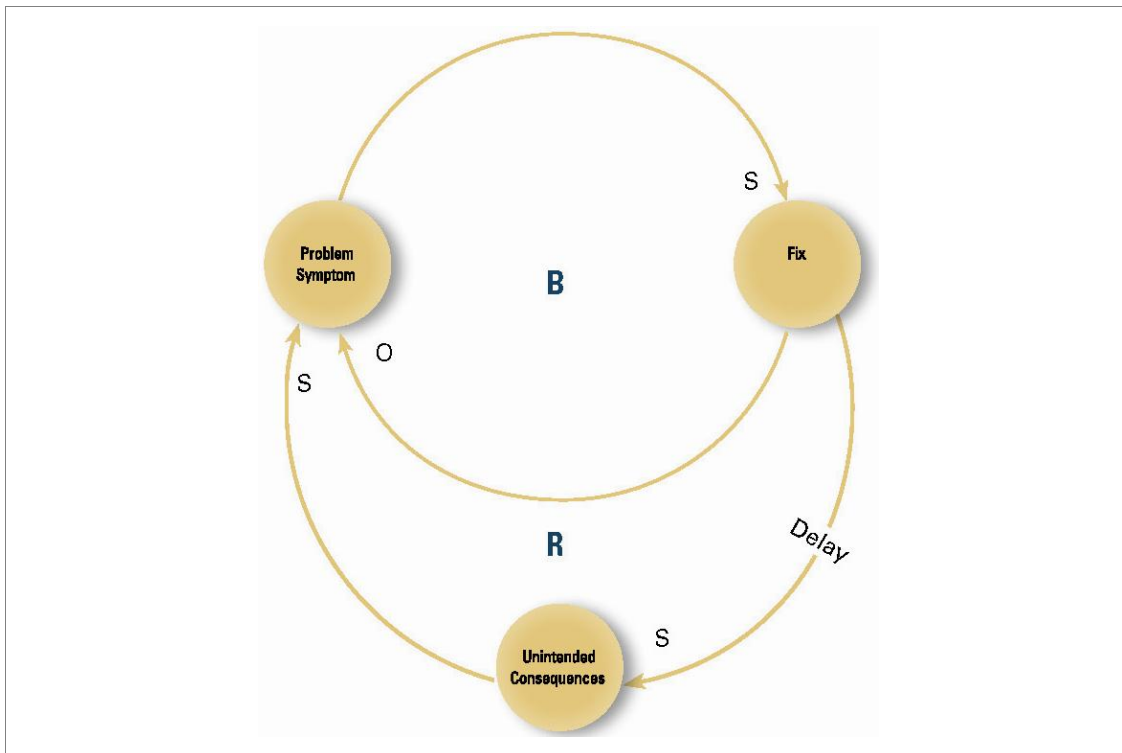 S
Problem
Symptom
Fix
B
O
S
R
Delay
S
Unintended
Consequences